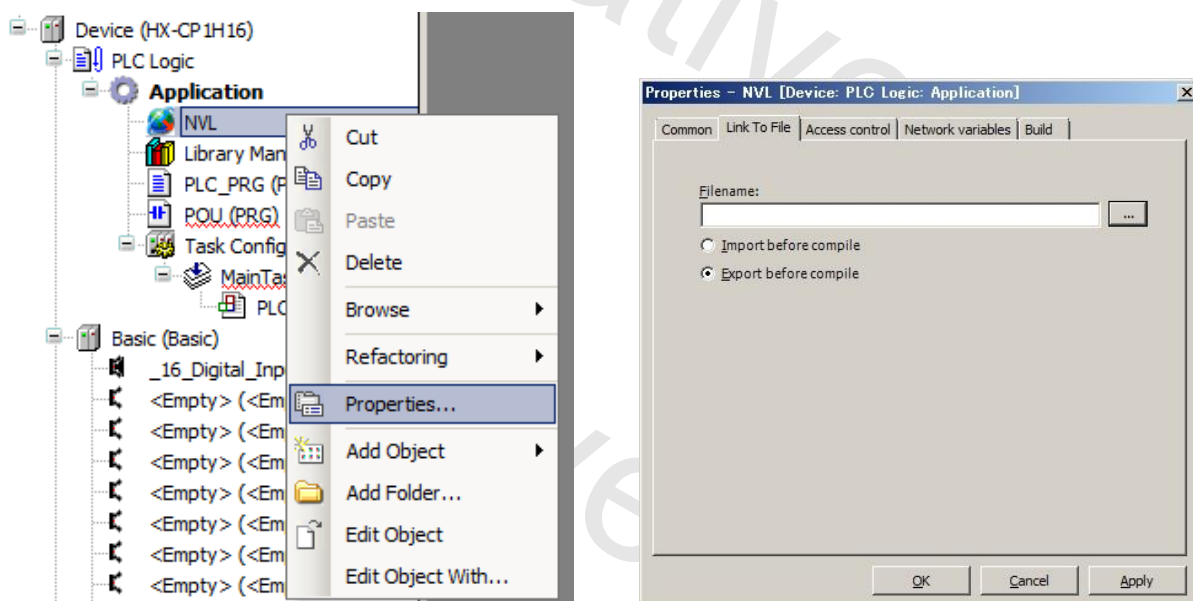 Device (HX-CP1H16)
PLC Logic
Application
NVL
Library Man
PLC_PRG (P
POU (PRG)
Task Config
MainTas
PLC
Basic (Basic)
_16_Digital_Inp
<Empty> (<Em
<Empty> (<Em
<Empty> (<Em
<Empty> (<Em
<Empty> (<Em
<Empty> (<Em
<Empty> (<Em
Cut
Copy
Paste
Delete
Browse
Refactoring
Properties...
Add Object
Add Folder...
Edit Object
Edit Object With...
Properties - NVL [Device: PLC Logic: Application]
Common Link To File Access control Network variables Build
Filename:
...
Import before compile
Export before compile
OK Cancel Apply